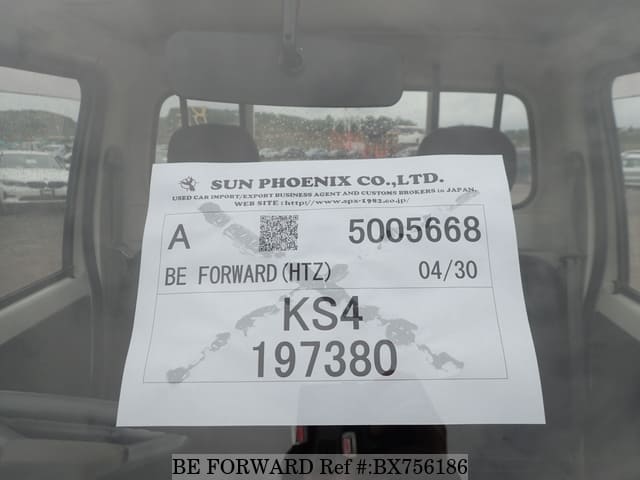 SUN PHOENIX CO.,LTD.
USED CAR IMPORT/EXPORT BUSINESS AGENT AND CUSTOMS BROKERS in JAPAN.
WEB SITE : http//www.spx-1982.co.jp/
A 5005668
BE FORWARD(HTZ) 04/30
KS4
197380
BE FORWARD Ref #:BX756186